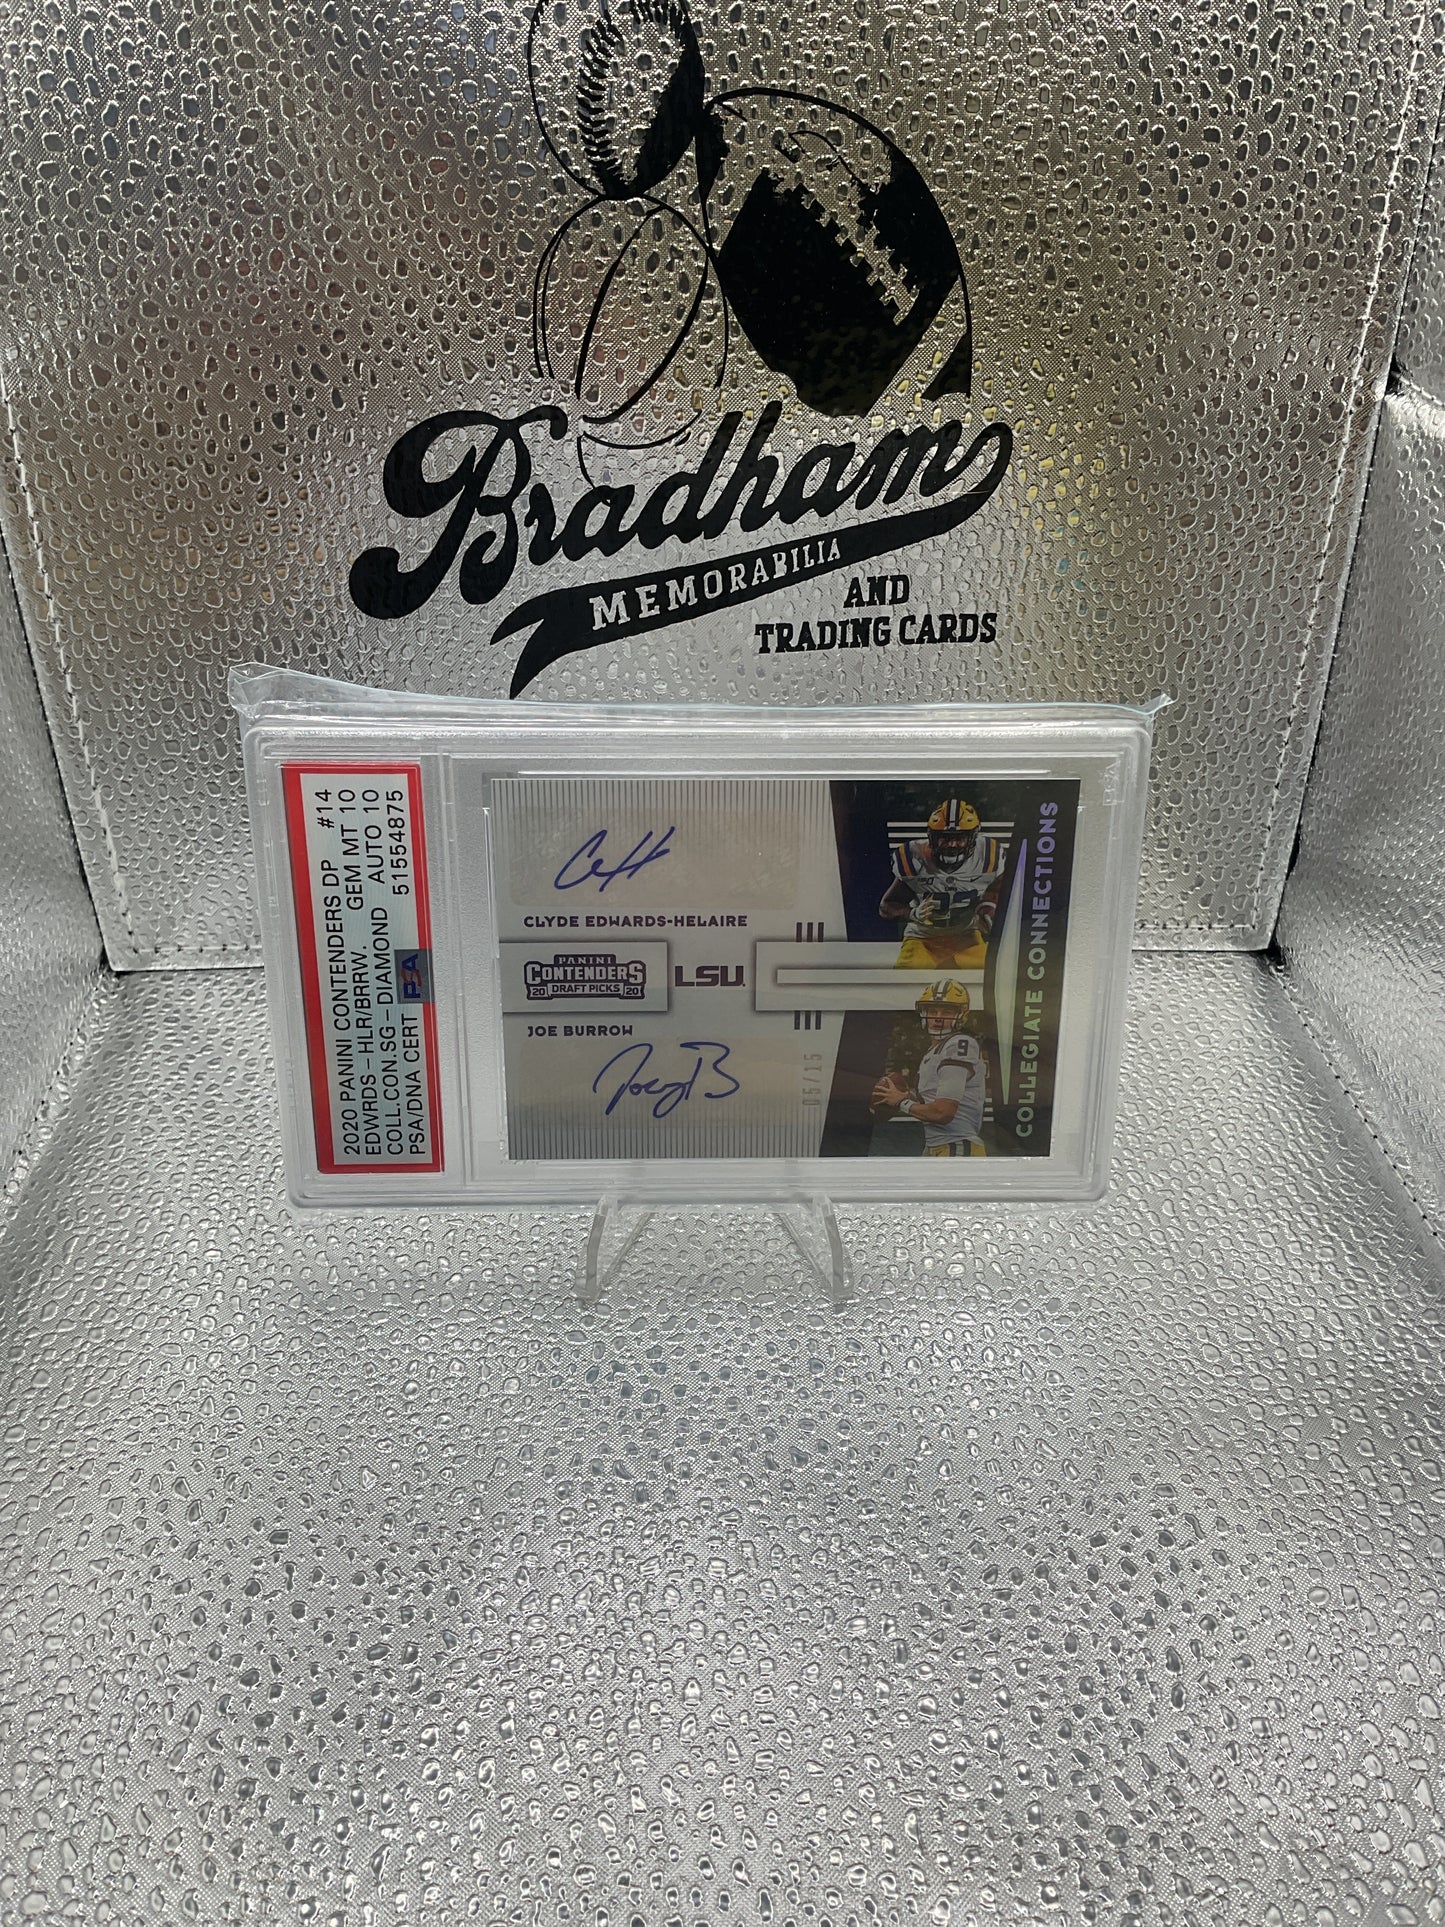 Bradham
MEMORABILIA
AND
TRADING CARDS
2020 PANINI CONTENDERS DP #14
EDWRDS-HLR/BRRW. GEM MT 10
COLL.CON.SG-DIAMOND AUTO 10
PSA/DNA CERT 51554875
PSA
CLYDE EDWARDS-HELAIRE
PANINI
CONTENDERS
20 DRAFT PICKS 20
LSU
JOE BURROW
05/15
COLLEGIATE CONNECTIONS
22
9